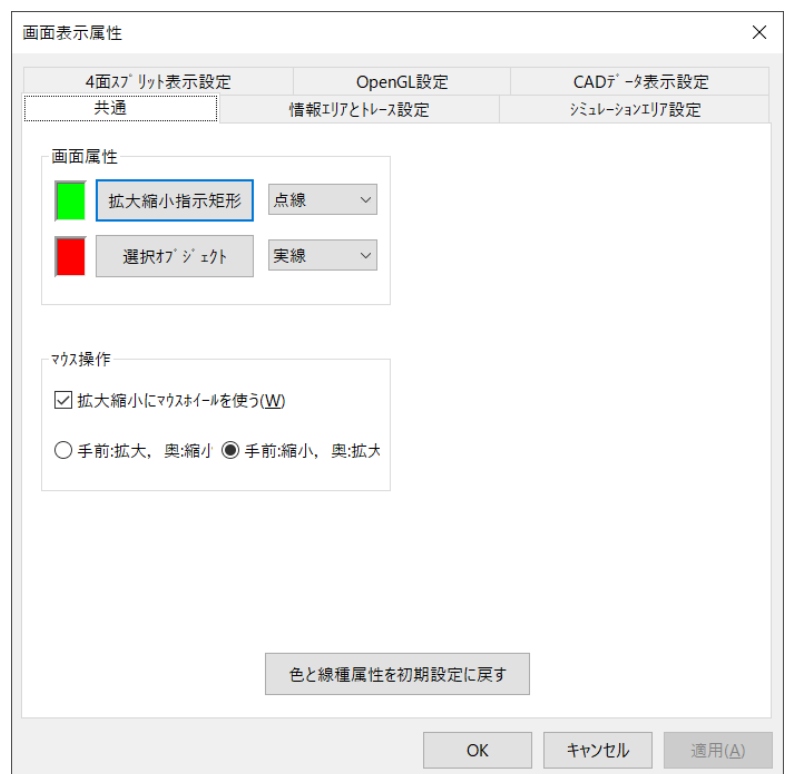 画面表示属性
4面ｽﾌﾟﾘｯﾄ表示設定 OpenGL設定 CADﾃﾞｰﾀ表示設定
共通 情報ｴﾘｱとﾄﾚｰｽ設定 ｼﾐｭﾚｰｼｮﾝｴﾘｱ設定
画面属性
拡大縮小指示矩形 点線
選択ｵﾌﾞｼﾞｪｸﾄ 実線
ﾏｳｽ操作
拡大縮小にﾏｳｽﾎｲｰﾙを使う(W)
手前:拡大，奥:縮小 手前:縮小，奥:拡大
色と線種属性を初期設定に戻す
OK キャンセル 適用(A)